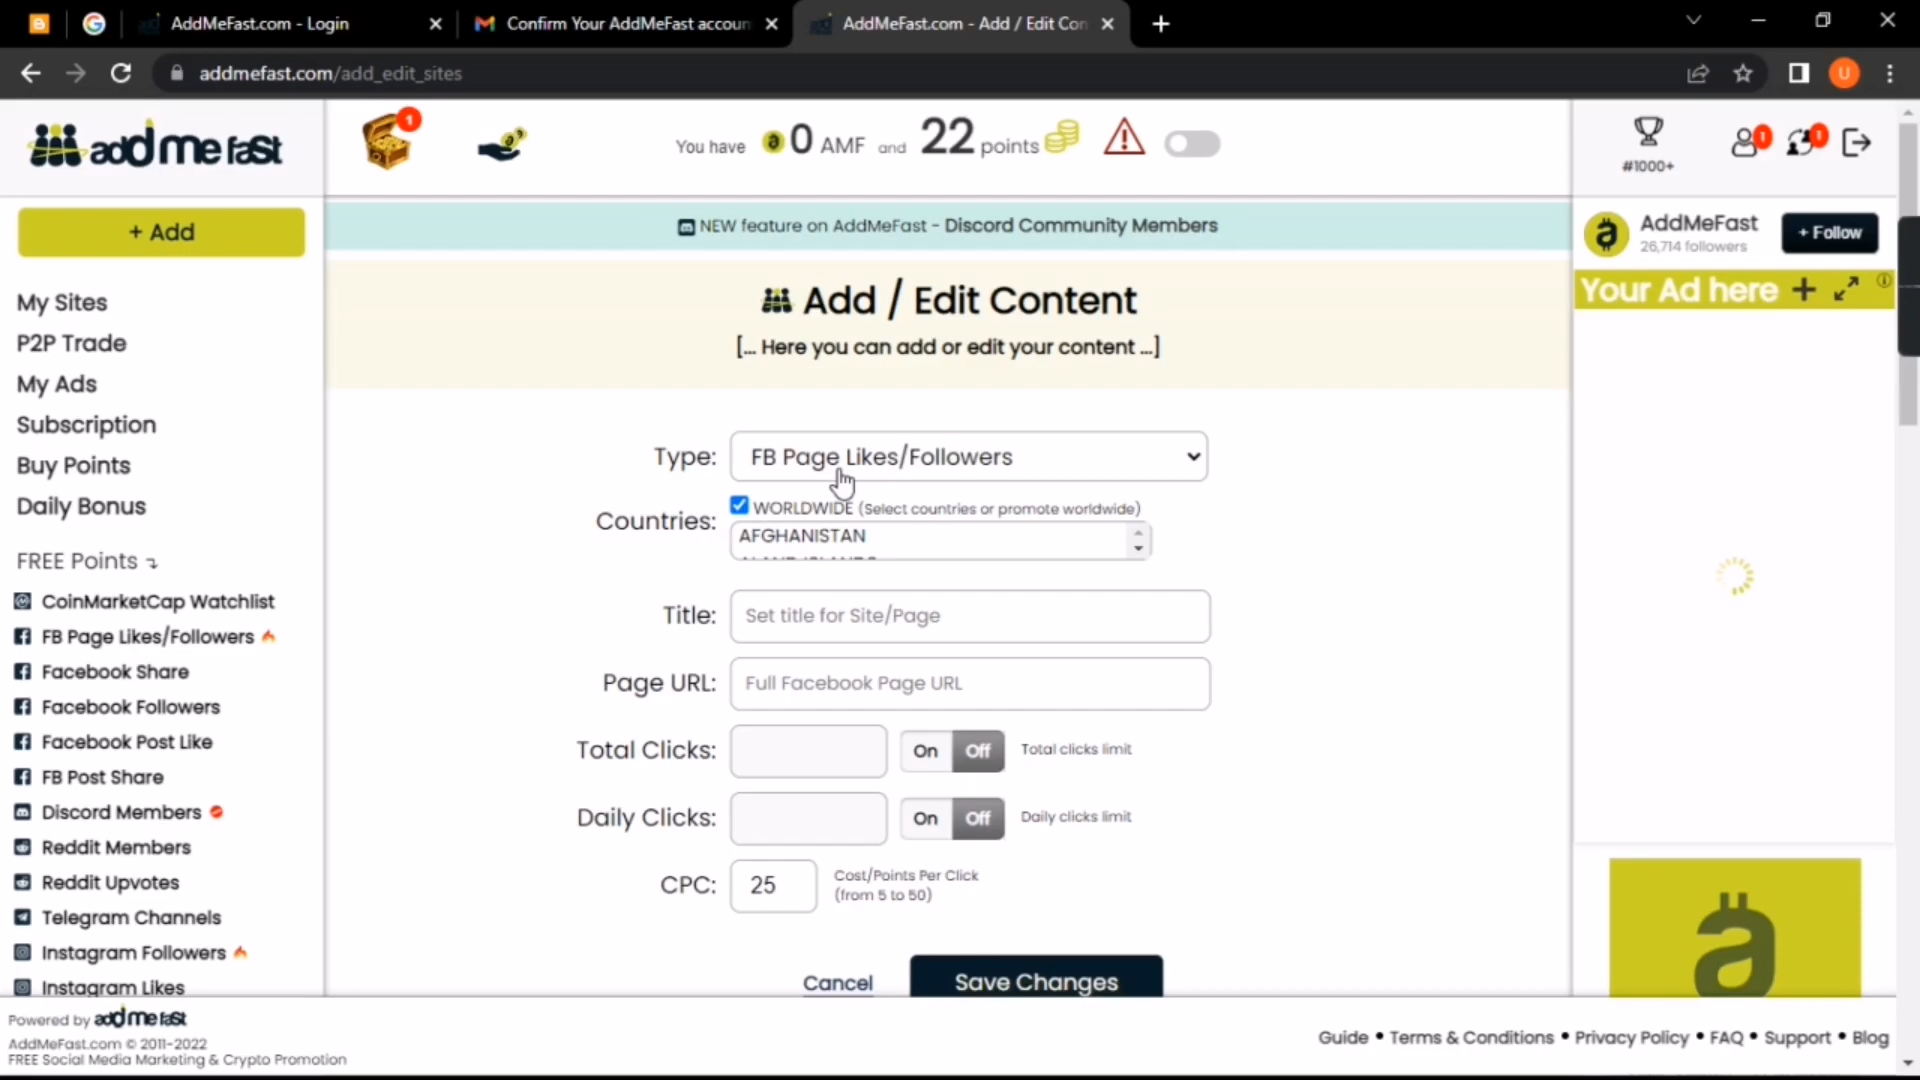 AddMeFast.com - Login
Confirm Your AddMeFast accoun
AddMeFast.com - Add / Edit Con
addmefast.com/add_edit_sites
U
addmefast
1
You have 0 AMF and 22 points
#1000+
1
1
+ Add
NEW feature on AddMeFast - Discord Community Members
AddMeFast
26,714 followers
+ Follow
Your Ad here
Add / Edit Content
[... Here you can add or edit your content ...]
My Sites
P2P Trade
My Ads
Subscription
Buy Points
Daily Bonus
FREE Points
CoinMarketCap Watchlist
FB Page Likes/Followers
Facebook Share
Facebook Followers
Facebook Post Like
FB Post Share
Discord Members
Reddit Members
Reddit Upvotes
Telegram Channels
Instagram Followers
Instagram Likes
Type: FB Page Likes/Followers
Countries: WORLDWIDE (Select countries or promote worldwide)
AFGHANISTAN
Title: Set title for Site/Page
Page URL: Full Facebook Page URL
Total Clicks: On Off Total clicks limit
Daily Clicks: On Off Daily clicks limit
CPC: 25 Cost/Points Per Click
(from 5 to 50)
Cancel Save Changes
Powered by addmefast
AddMeFast.com © 2011-2022
FREE Social Media Marketing & Crypto Promotion
Guide • Terms & Conditions • Privacy Policy • FAQ • Support • Blog